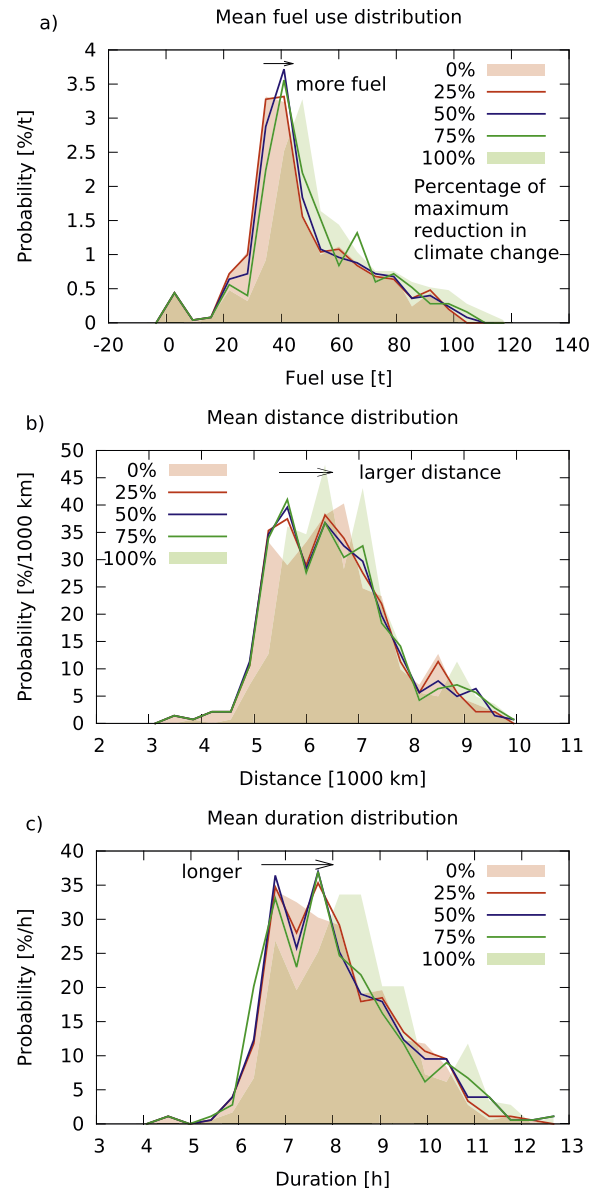 Mean fuel use distribution
a)
4
3.5
3
2.5
2
1.5
1
0.5
0
Probability [%/t]
more fuel
0%
25%
50%
75%
100%
Percentage of
maximum
reduction in
climate change
-20 0 20 40 60 80 100 120 140
Fuel use [t]
Mean distance distribution
b)
50
45
40
35
30
25
20
15
10
5
0
Probability [%/1000 km]
0%
25%
50%
75%
100%
larger distance
2 3 4 5 6 7 8 9 10 11
Distance [1000 km]
Mean duration distribution
c)
40
35
30
25
20
15
10
5
0
Probability [%/h]
longer
0%
25%
50%
75%
100%
3 4 5 6 7 8 9 10 11 12 13
Duration [h]